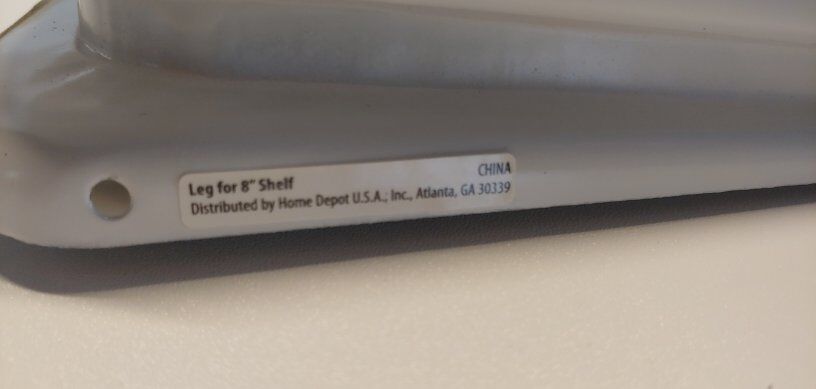 CHINA
Leg for 8" Shelf
Distributed by Home Depot U.S.A., Inc., Atlanta, GA 30339